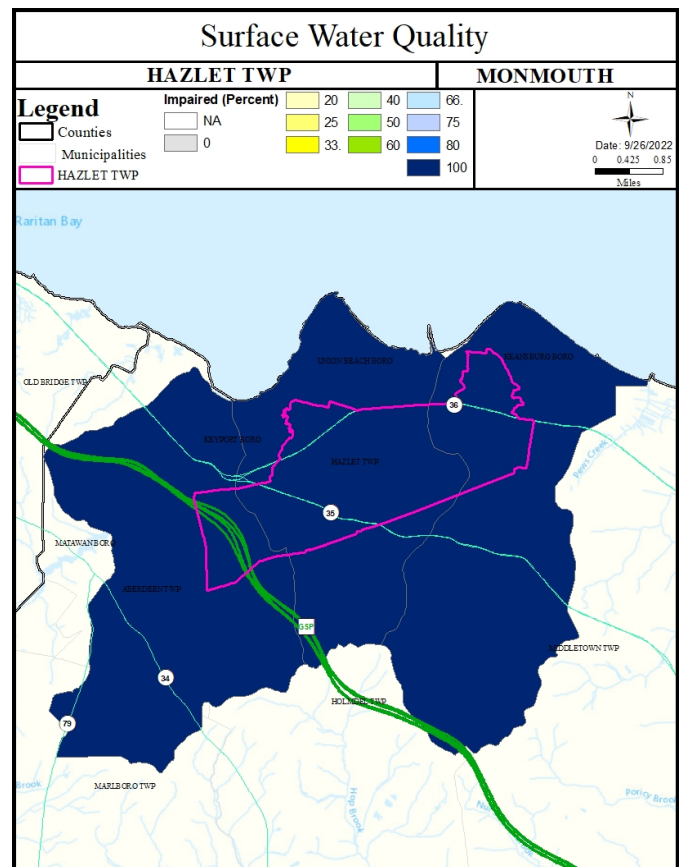 Surface Water Quality
HAZLET TWP
MONMOUTH
Legend
Counties
Municipalities
HAZLET TWP
Impaired (Percent)
NA
0
20
25
33.
40
50
60
66.
75
80
100
N
Date: 9/26/2022
0 0.425 0.85
Miles
Raritan Bay
UNION BEACH BORO
KEANSBURG BORO
OLD BRIDGE TWP
36
KEYPORT BORO
HAZLET TWP
Pews Creek
35
MATAWAN BORO
ABERDEEN TWP
GSP
MIDDLETOWN TWP
34
HOLMDEL TWP
79
Brook
MARLBORO TWP
Hop Brook
Poricy Brook